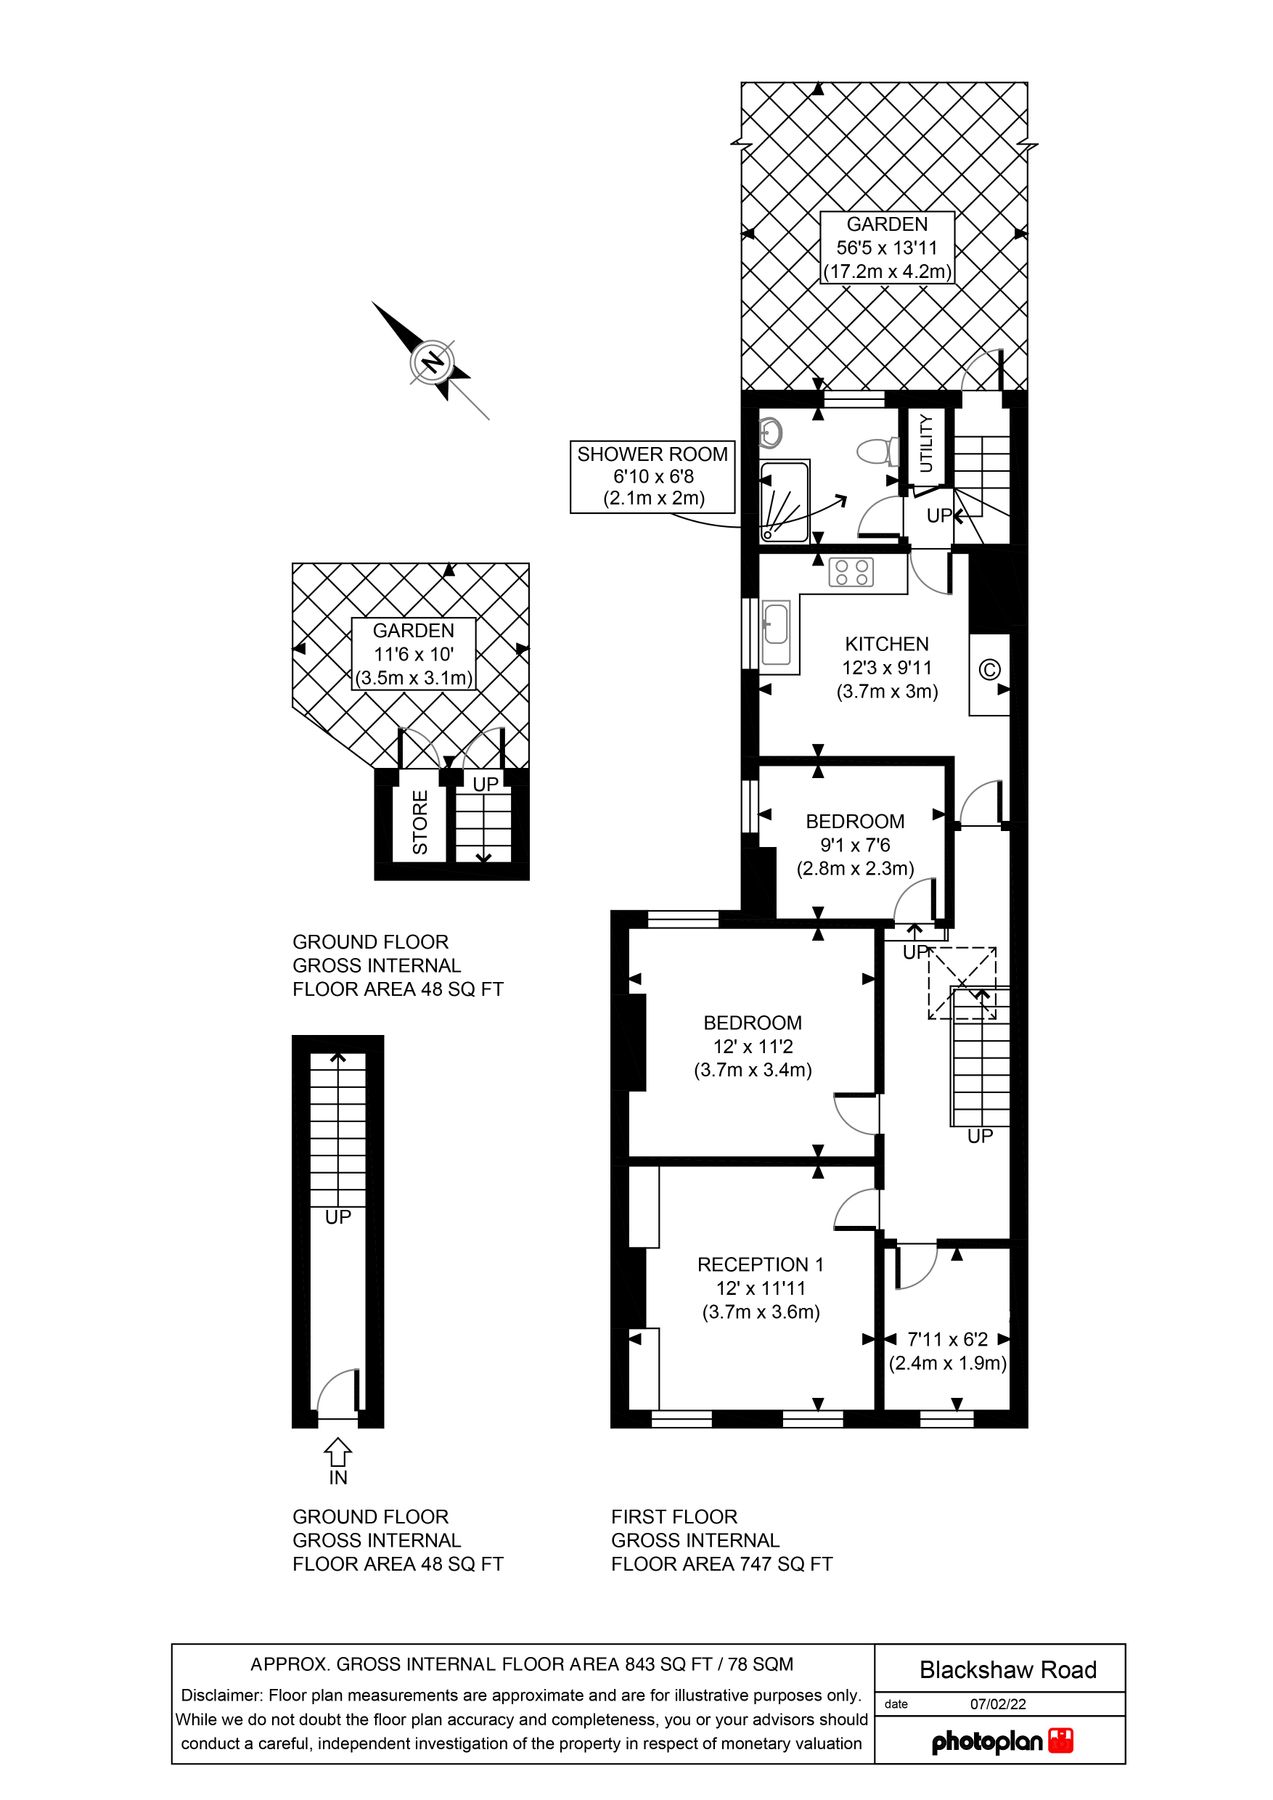 GARDEN
56'5 x 13'11
(17.2m x 4.2m)
N
UTILITY
SHOWER ROOM
6'10 x 6'8
(2.1m x 2m)
UP
GARDEN
11'6 x 10'
(3.5m x 3.1m)
KITCHEN
12'3 x 9'11
(3.7m x 3m)
C
UP
STORE
BEDROOM
9'1 x 7'6
(2.8m x 2.3m)
UP
GROUND FLOOR
GROSS INTERNAL
FLOOR AREA 48 SQ FT
BEDROOM
12' x 11'2
(3.7m x 3.4m)
UP
UP
RECEPTION 1
12' x 11'11
(3.7m x 3.6m)
7'11 x 6'2
(2.4m x 1.9m)
IN
GROUND FLOOR
GROSS INTERNAL
FLOOR AREA 48 SQ FT
FIRST FLOOR
GROSS INTERNAL
FLOOR AREA 747 SQ FT
APPROX. GROSS INTERNAL FLOOR AREA 843 SQ FT / 78 SQM
Disclaimer: Floor plan measurements are approximate and are for illustrative purposes only.
While we do not doubt the floor plan accuracy and completeness, you or your advisors should
conduct a careful, independent investigation of the property in respect of monetary valuation
Blackshaw Road
date 07/02/22
photoplan